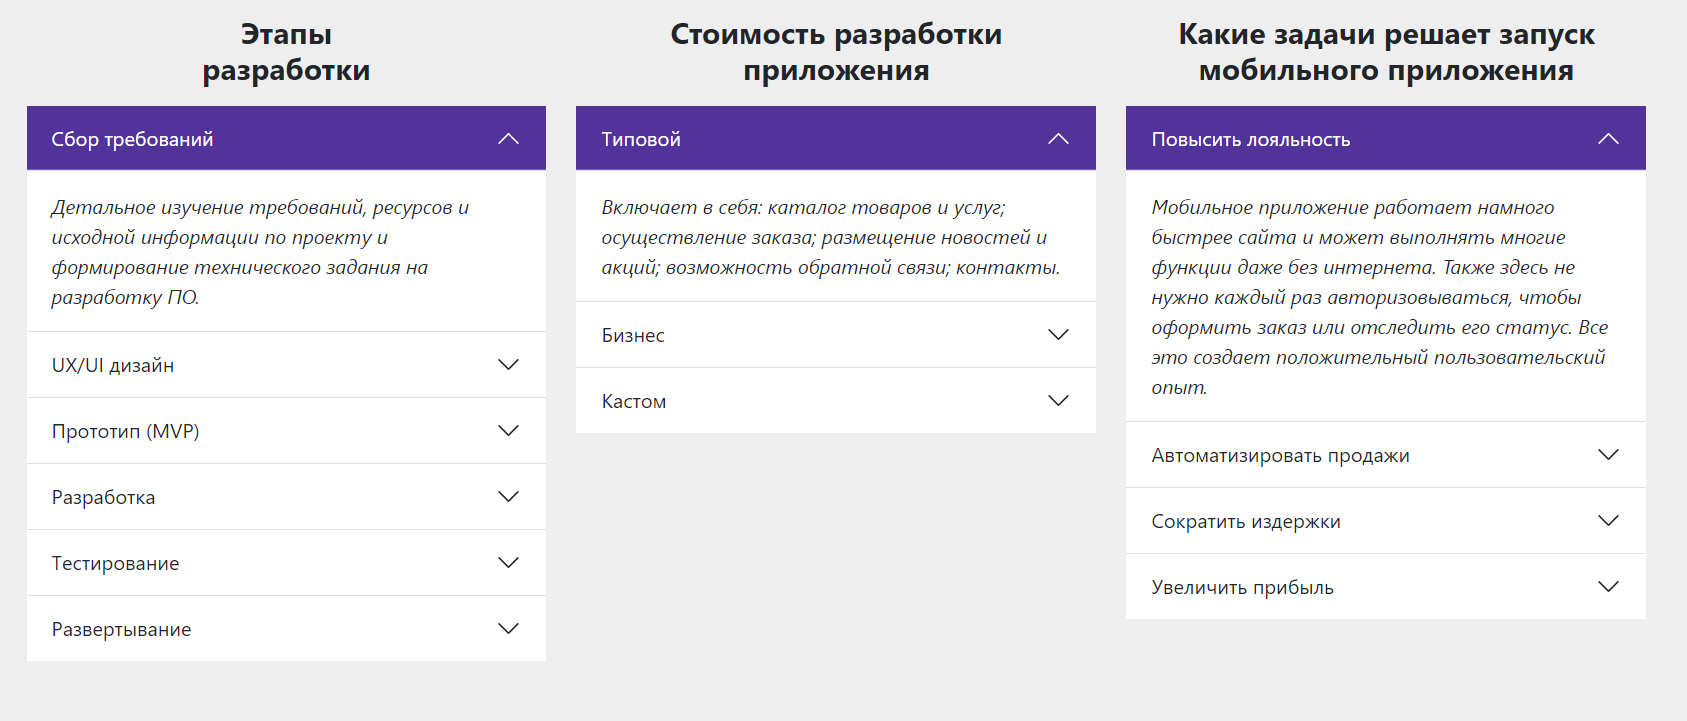 Этапы
разработки
Сбор требований
Детальное изучение требований, ресурсов и
исходной информации по проекту и
формирование технического задания на
разработку ПО.
UX/UI дизайн
Прототип (MVP)
Разработка
Тестирование
Развертывание
Стоимость разработки
приложения
Типовой
Включает в себя: каталог товаров и услуг;
осуществление заказа; размещение новостей и
акций; возможность обратной связи; контакты.
Бизнес
Кастом
Какие задачи решает запуск
мобильного приложения
Повысить лояльность
Мобильное приложение работает намного
быстрее сайта и может выполнять многие
функции даже без интернета. Также здесь не
нужно каждый раз авторизовываться, чтобы
оформить заказ или отследить его статус. Все
это создает положительный пользовательский
опыт.
Автоматизировать продажи
Сократить издержки
Увеличить прибыль